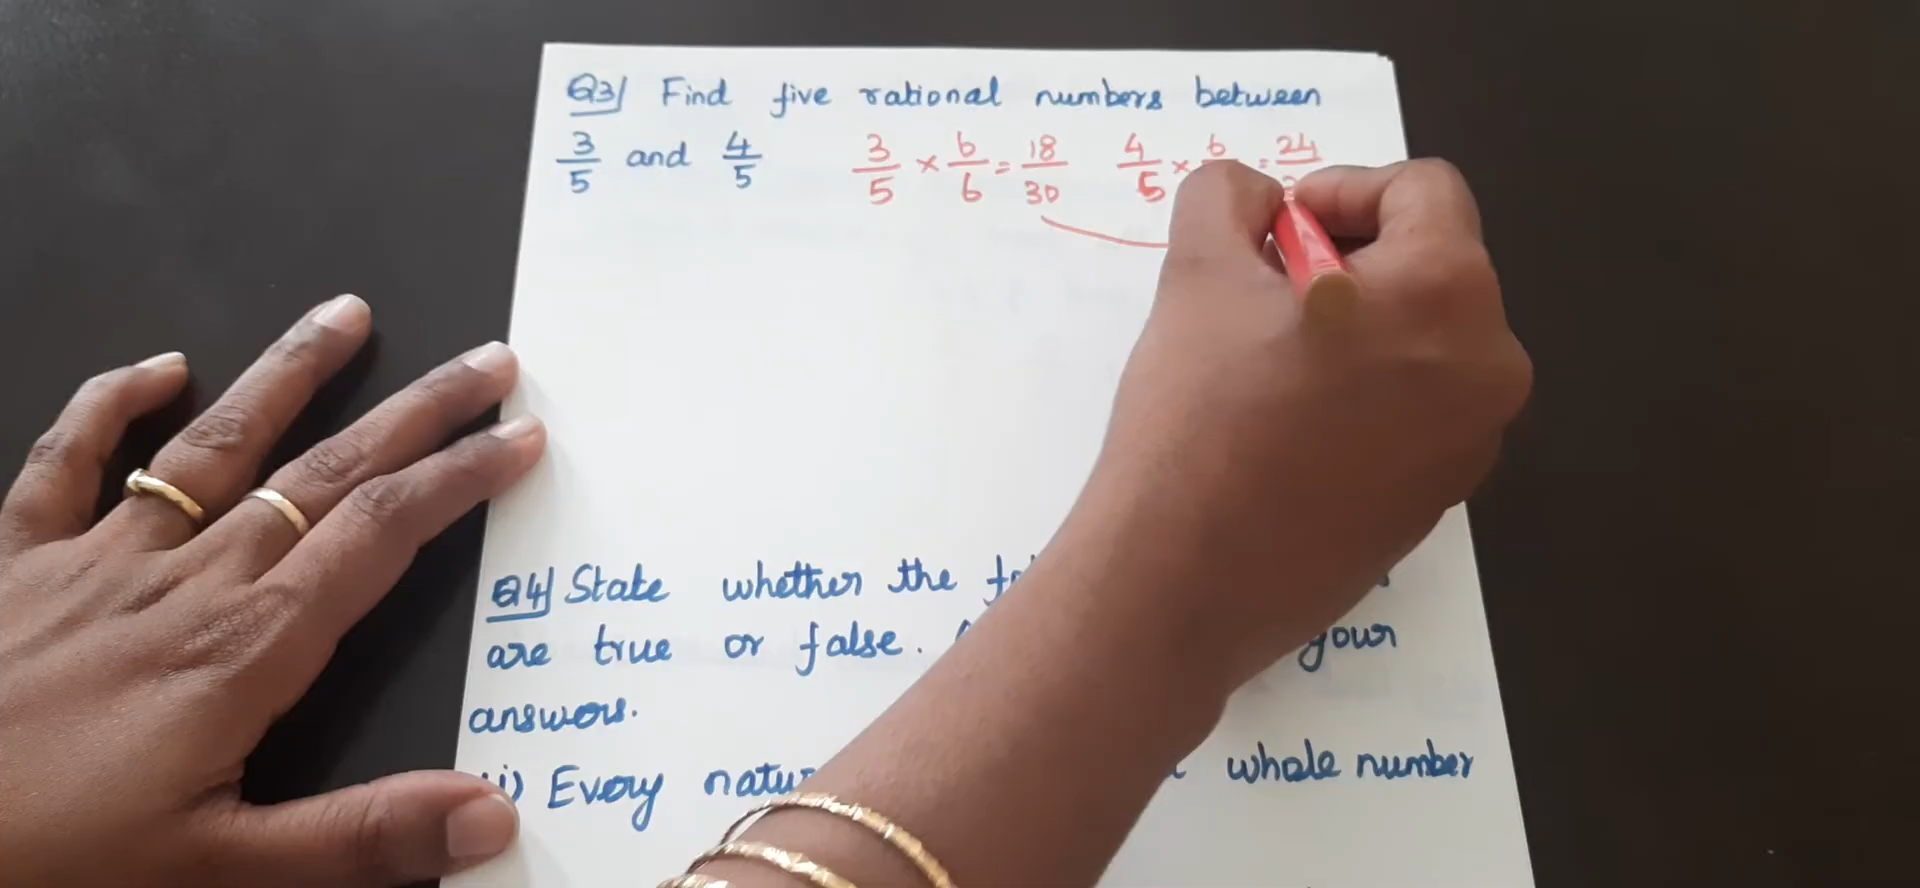 Q3/ Find five rational numbers between
3/5 and 4/5 3/5 × 6/6 = 18/30 4/5 × 6 = 24
Q4/ State whether the
are true or false. your
answers.
i) Every whole number